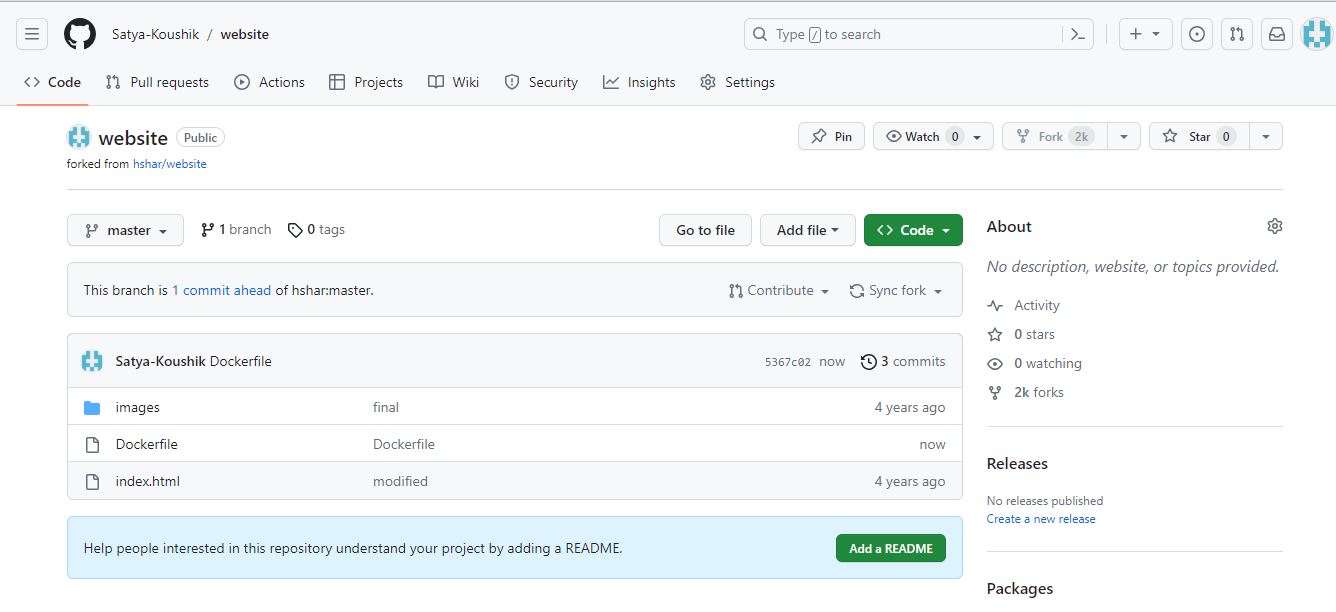 Satya-Koushik / website
Type / to search
Code Pull requests Actions Projects Wiki Security Insights Settings
website Public
Pin Watch 0 Fork 2k Star 0
forked from hshar/website
master 1 branch 0 tags
Go to file Add file Code
This branch is 1 commit ahead of hshar:master.
Contribute Sync fork
Satya-Koushik Dockerfile 5367c02 now 3 commits
images final 4 years ago
Dockerfile Dockerfile now
index.html modified 4 years ago
Help people interested in this repository understand your project by adding a README.
Add a README
About
No description, website, or topics provided.
Activity
0 stars
0 watching
2k forks
Releases
No releases published
Create a new release
Packages